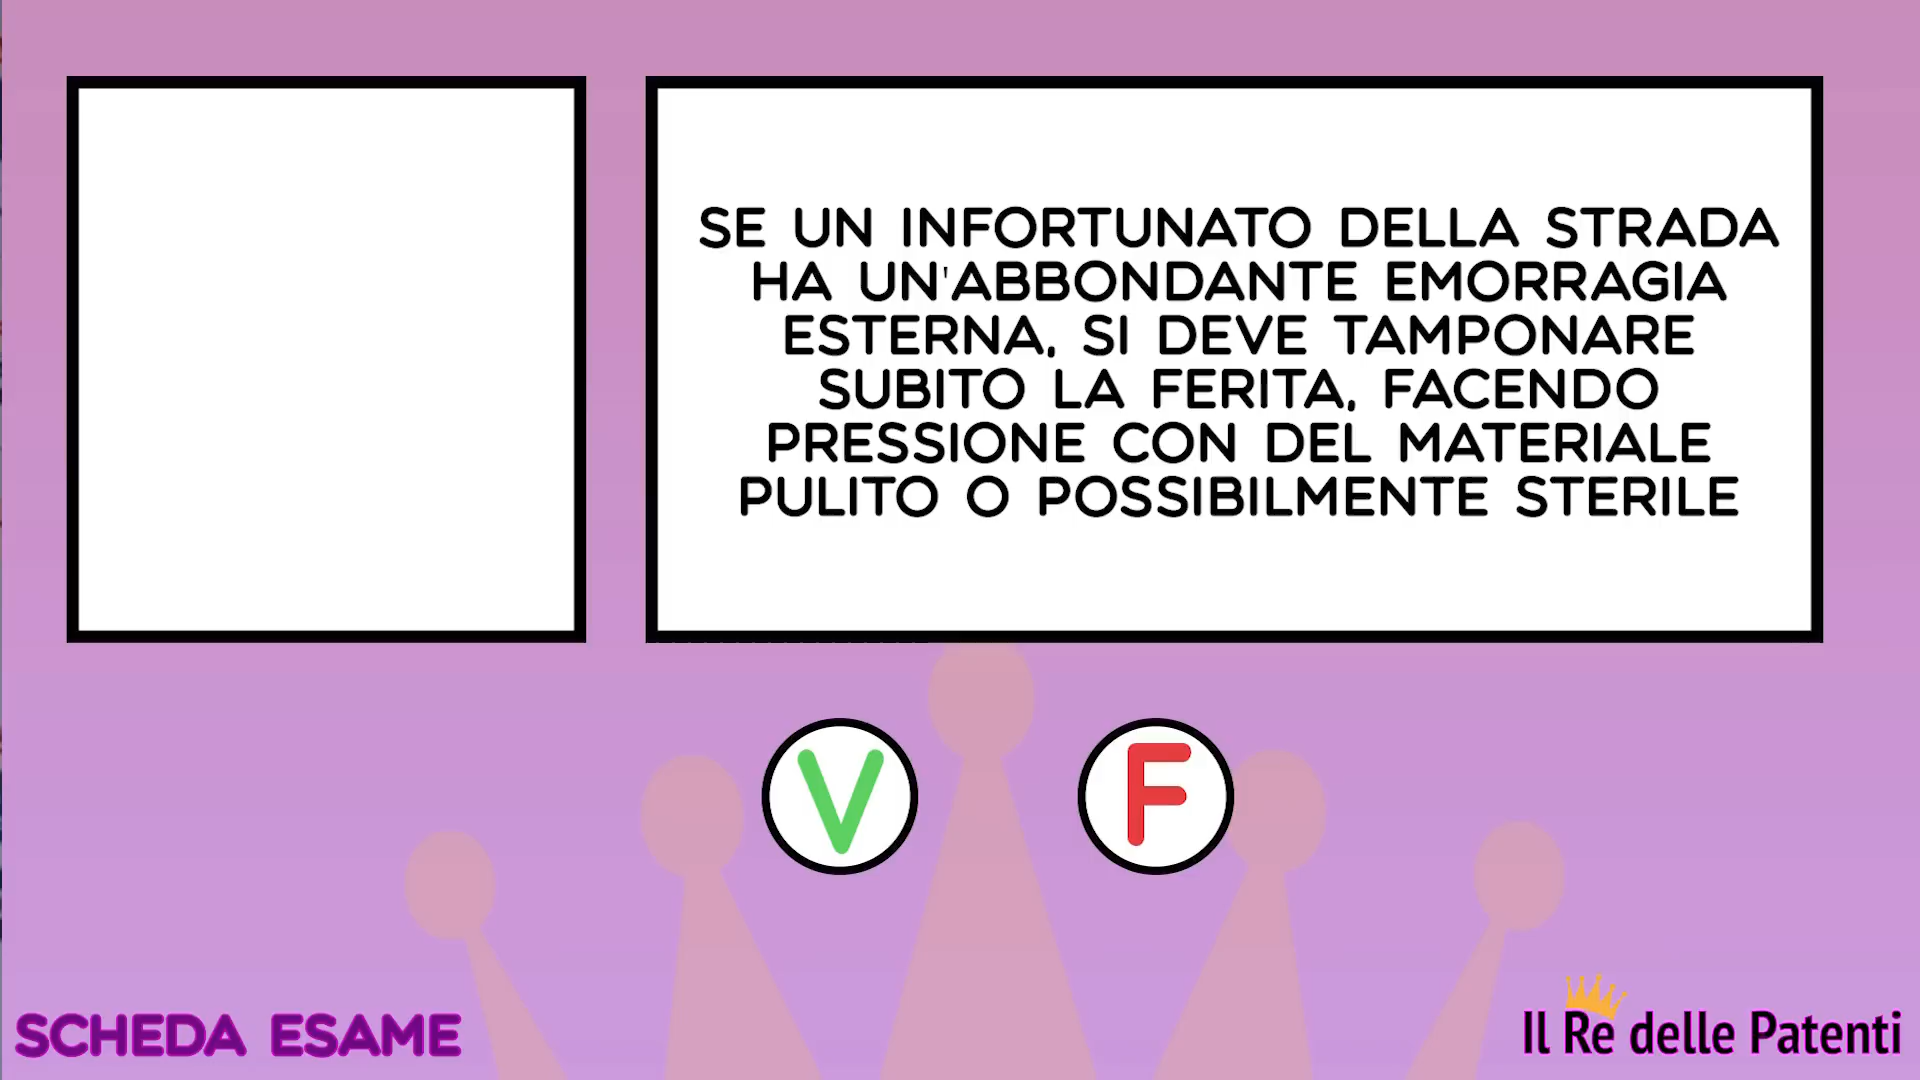 SE UN INFORTUNATO DELLA STRADA
HA UN'ABBONDANTE EMORRAGIA
ESTERNA, SI DEVE TAMPONARE
SUBITO LA FERITA, FACENDO
PRESSIONE CON DEL MATERIALE
PULITO O POSSIBILMENTE STERILE
V
F
SCHEDA ESAME
Il Re delle Patenti